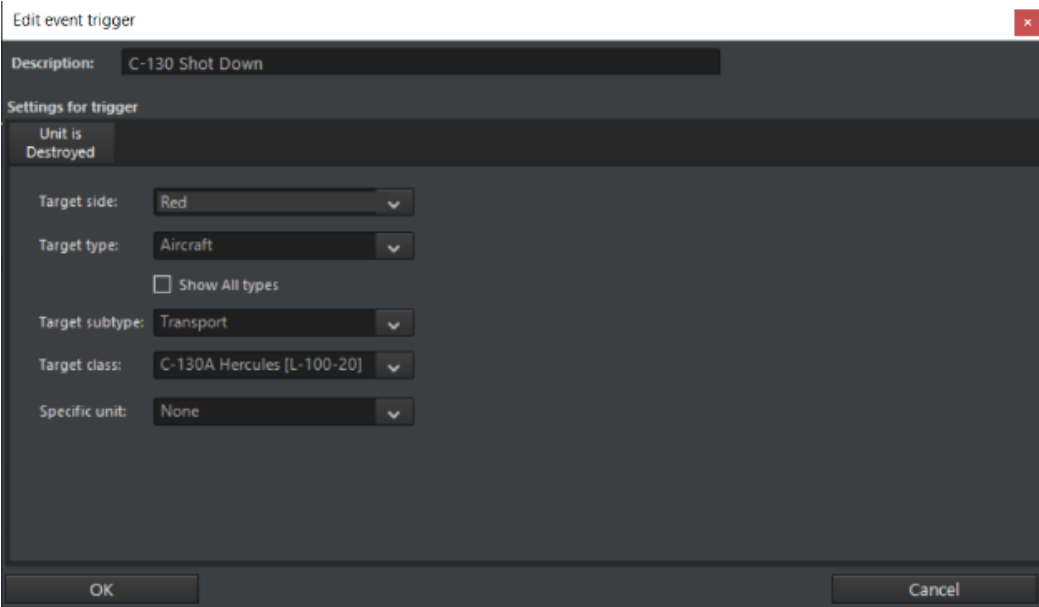 Edit event trigger
Description: C-130 Shot Down
Settings for trigger
Unit is
Destroyed
Target side: Red
Target type: Aircraft
Show All types
Target subtype: Transport
Target class: C-130A Hercules [L-100-20]
Specific unit: None
OK Cancel